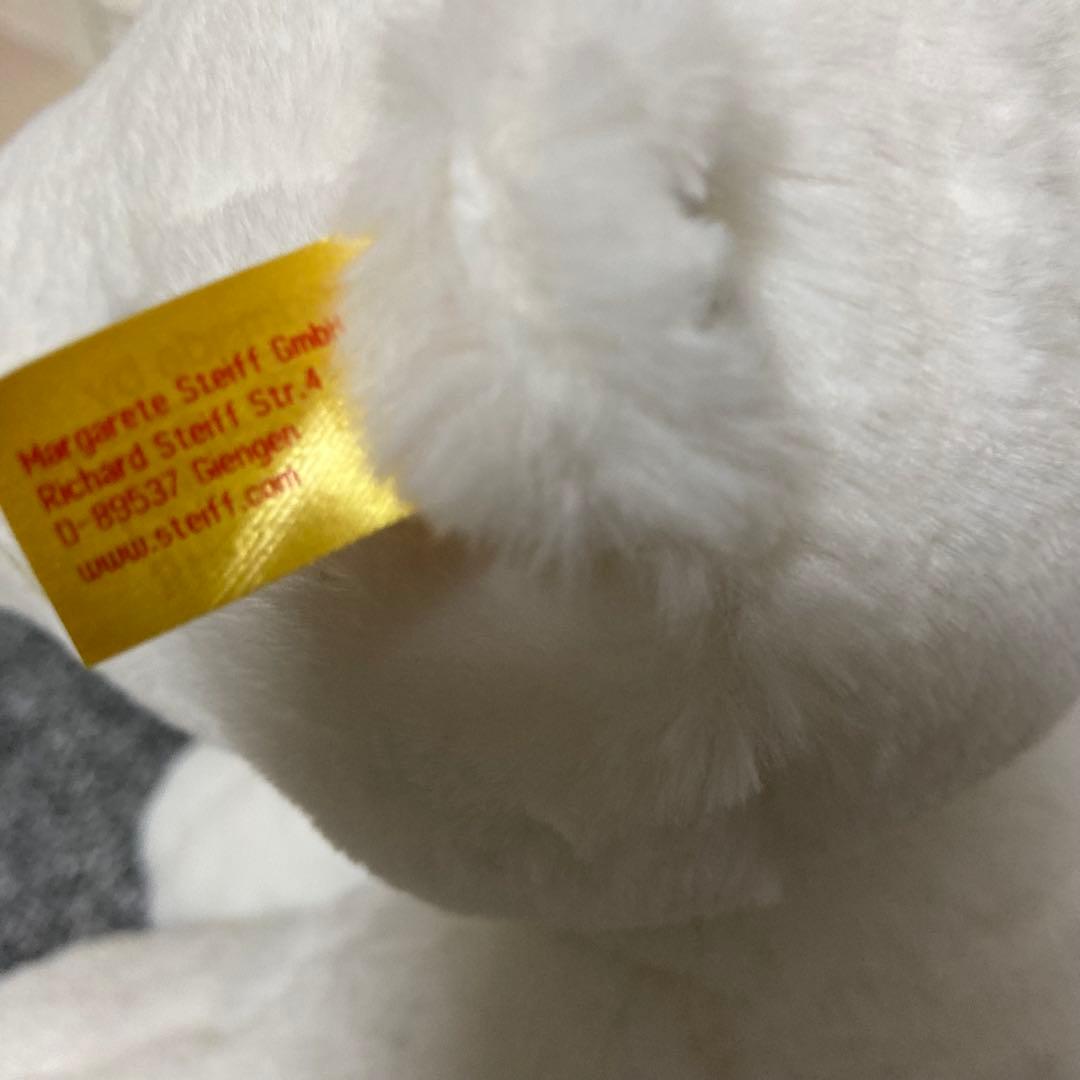 Margarete Steiff GmbH
Richard Steiff Str.4
D-89537 Giengen
www.steiff.com